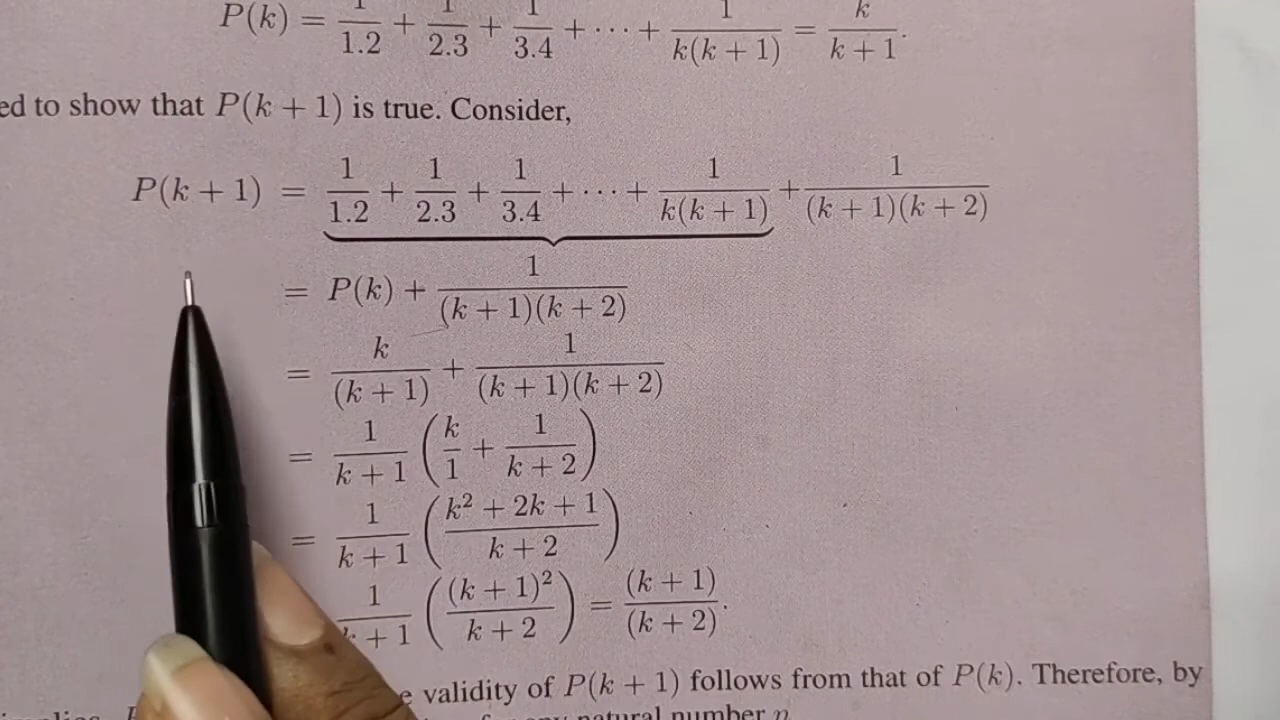 P(k) = 1/1.2 + 1/2.3 + 1/3.4 + ⋯ + 1/k(k + 1) = k/k + 1.
to show that P(k + 1) is true. Consider,
P(k + 1) = 1/1.2 + 1/2.3 + 1/3.4 + ⋯ + 1/k(k + 1) + 1/(k + 1)(k + 2)
= P(k) + 1/(k + 1)(k + 2)
= k/(k + 1) + 1/(k + 1)(k + 2)
= 1/k + 1 (k/1 + 1/k + 2)
= 1/k + 1 (k² + 2k + 1/k + 2)
1/k + 1 ((k + 1)²/k + 2) = (k + 1)/(k + 2).
validity of P(k + 1) follows from that of P(k). Therefore, by
natural number n